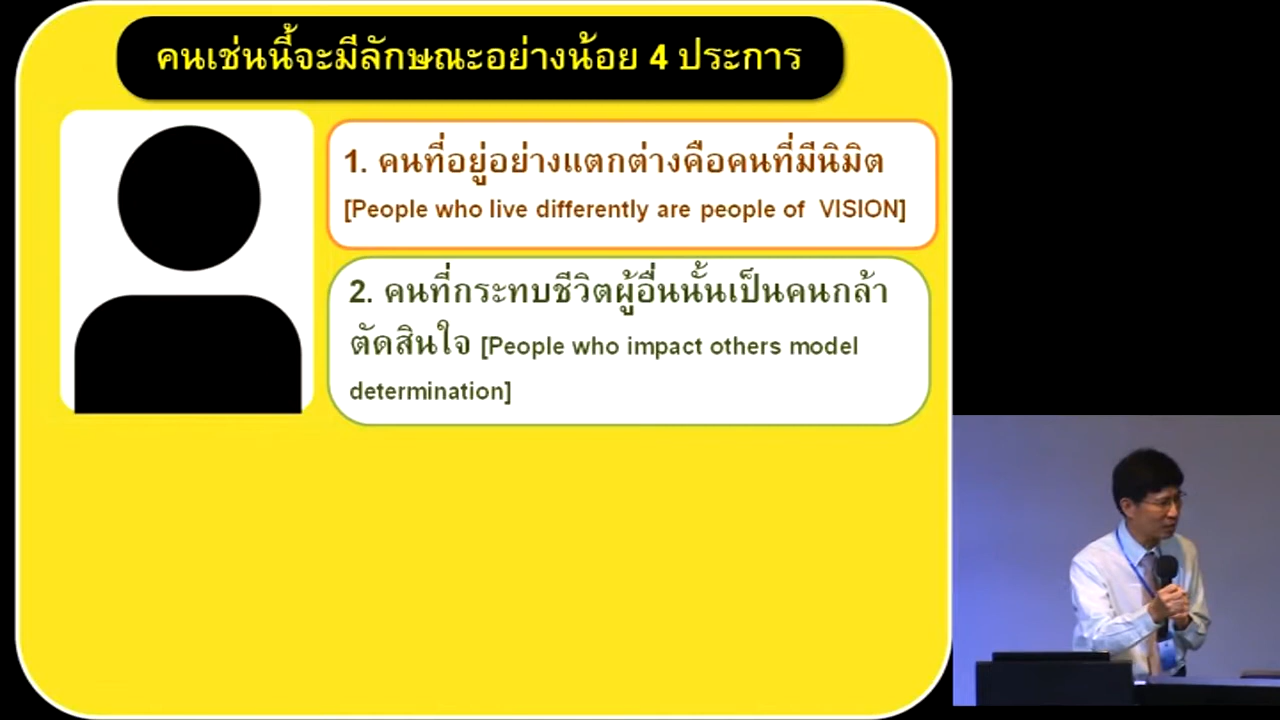 คนเช่นนี้จะมีลักษณะอย่างน้อย 4 ประการ
1. คนที่อยู่อย่างแตกต่างคือคนที่มีนิมิต
[People who live differently are people of VISION]
2. คนที่กระทบชีวิตผู้อื่นนั้นเป็นคนกล้า
ตัดสินใจ [People who impact others model
determination]